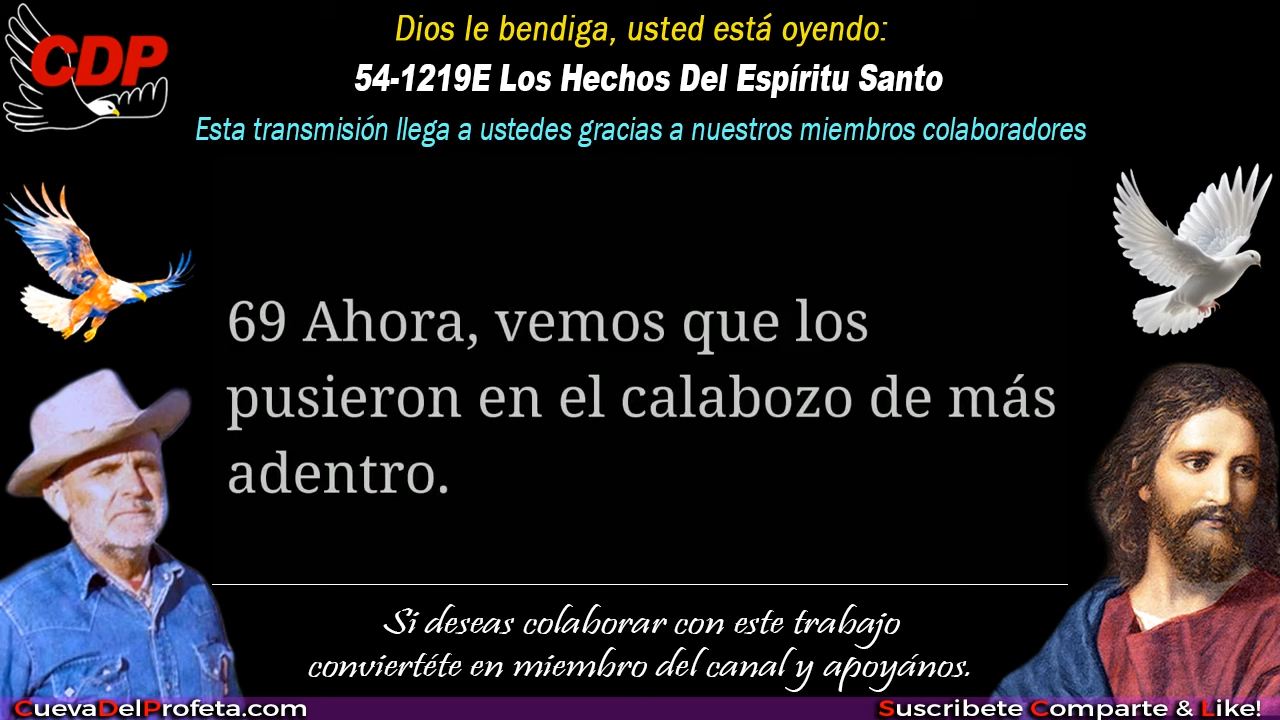 CDP
Dios le bendiga, usted está oyendo:
54-1219E Los Hechos Del Espíritu Santo
Esta transmisión llega a ustedes gracias a nuestros miembros colaboradores
69 Ahora, vemos que los
pusieron en el calabozo de más
adentro.
Si deseas colaborar con este trabajo
conviertéte en miembro del canal y apoyános.
CuevaDelProfeta.com
Suscribete Comparte & Like!